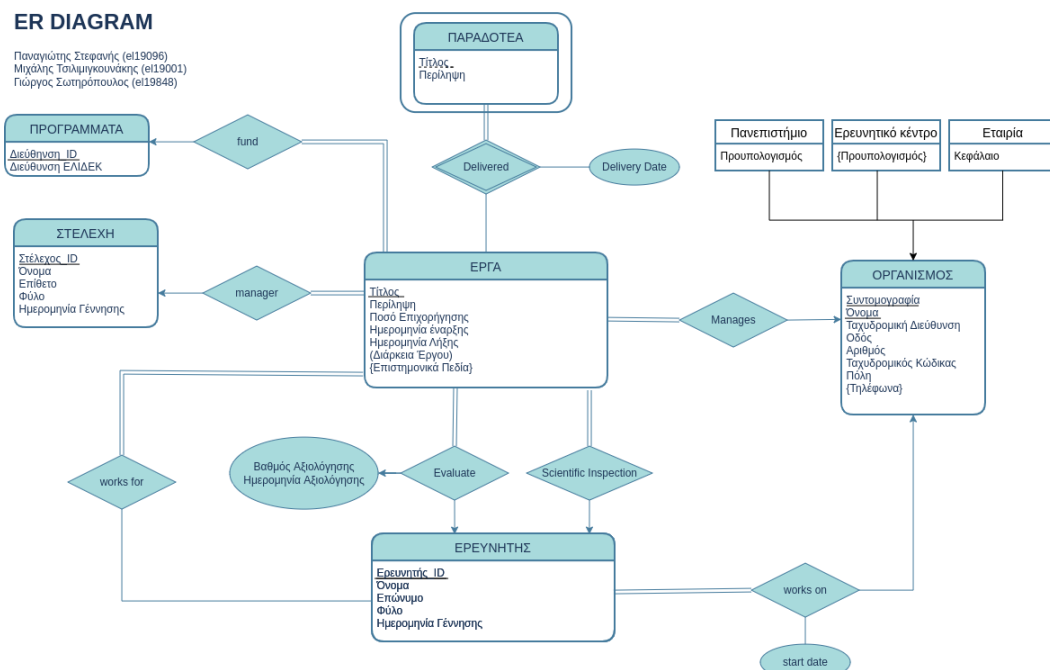 ER DIAGRAM
Παναγιώτης Στεφανής (el19096)
Μιχάλης Τσιλιμιγκουνάκης (el19001)
Γιώργος Σωτηρόπουλος (el19848)
ΠΑΡΑΔΟΤΕΑ
Τίτλος
Περίληψη
ΠΡΟΓΡΑΜΜΑΤΑ
Διεύθηνση_ID
Διεύθυνση ΕΛΙΔΕΚ
fund
Delivered
Delivery Date
Πανεπιστήμιο
Προυπολογισμός
Ερευνητικό κέντρο
{Προυπολογισμός}
Εταιρία
Κεφάλαιο
ΣΤΕΛΕΧΗ
Στέλεχος_ID
Όνομα
Επίθετο
Φύλο
Ημερομηνία Γέννησης
manager
ΕΡΓΑ
Τίτλος
Περίληψη
Ποσό Επιχορήγησης
Ημερομηνία έναρξης
Ημερομηνία Λήξης
(Διάρκεια Έργου)
{Επιστημονικά Πεδία}
Manages
ΟΡΓΑΝΙΣΜΟΣ
Συντομογραφία
Όνομα
Ταχυδρομική Διεύθυνση
Οδός
Αριθμός
Ταχυδρομικός Κώδικας
Πόλη
{Τηλέφωνα}
works for
Βαθμός Αξιολόγησης
Ημερομηνία Αξιολόγησης
Evaluate
Scientific Inspection
ΕΡΕΥΝΗΤΗΣ
Ερευνητής_ID
Όνομα
Επώνυμο
Φύλο
Ημερομηνία Γέννησης
works on
start date